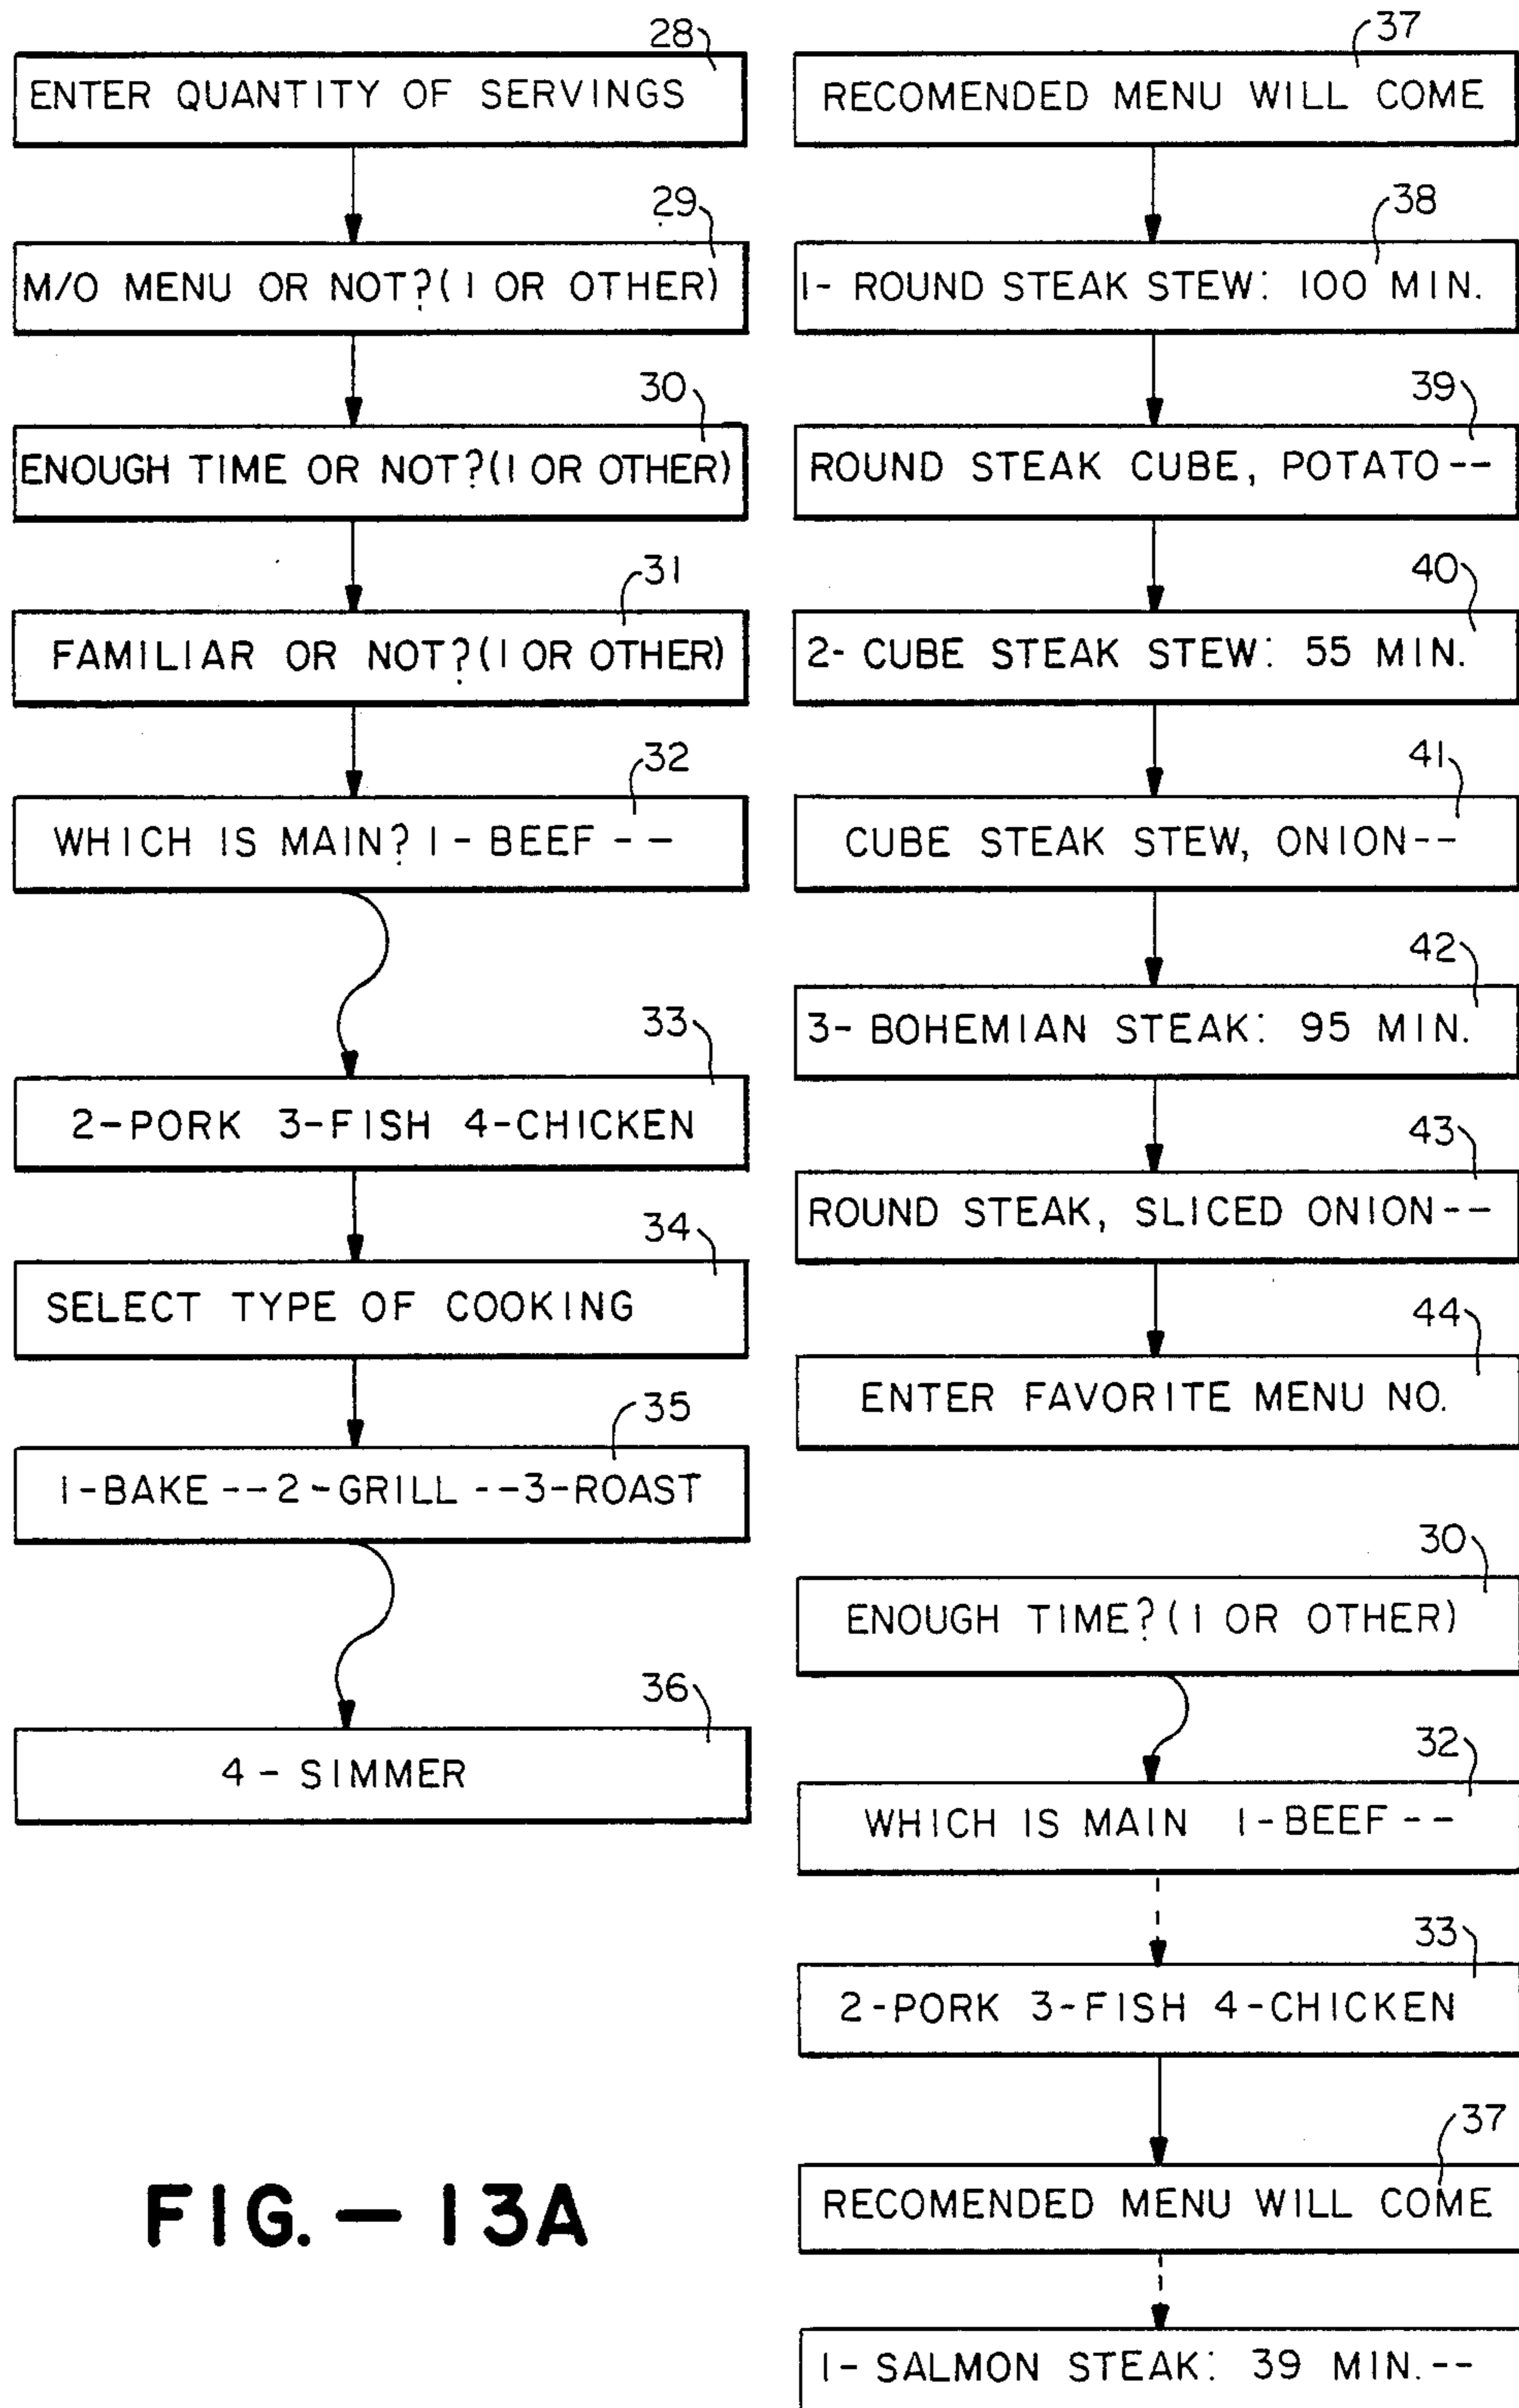 28
ENTER QUANTITY OF SERVINGS
29
M/O MENU OR NOT?(1 OR OTHER)
30
ENOUGH TIME OR NOT?(1 OR OTHER)
31
FAMILIAR OR NOT?(1 OR OTHER)
32
WHICH IS MAIN? 1-BEEF--
33
2-PORK 3-FISH 4-CHICKEN
34
SELECT TYPE OF COOKING
35
1-BAKE--2-GRILL--3-ROAST
36
4-SIMMER
37
RECOMENDED MENU WILL COME
38
1-ROUND STEAK STEW: 100 MIN.
39
ROUND STEAK CUBE, POTATO--
40
2-CUBE STEAK STEW: 55 MIN.
41
CUBE STEAK STEW, ONION--
42
3-BOHEMIAN STEAK: 95 MIN.
43
ROUND STEAK, SLICED ONION--
44
ENTER FAVORITE MENU NO.
30
ENOUGH TIME?(1 OR OTHER)
32
WHICH IS MAIN 1-BEEF--
33
2-PORK 3-FISH 4-CHICKEN
37
RECOMENDED MENU WILL COME
1-SALMON STEAK: 39 MIN.--
FIG.—13A